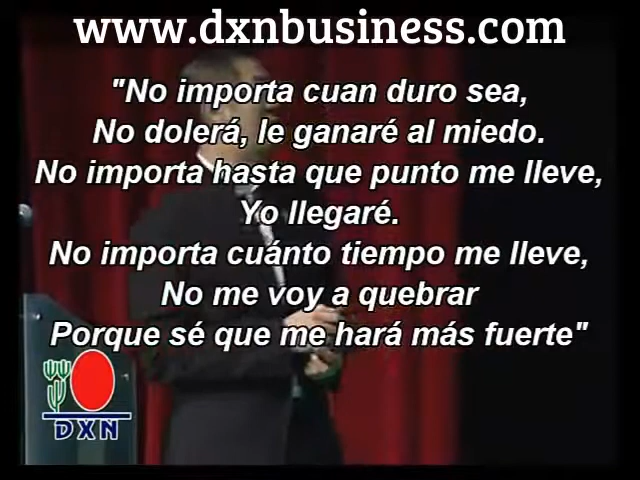 www.dxnbusiness.com
"No importa cuan duro sea,
No dolerá, le ganaré al miedo.
No importa hasta que punto me lleve,
Yo llegaré.
No importa cuánto tiempo me lleve,
No me voy a quebrar
Porque sé que me hará más fuerte"
DXN